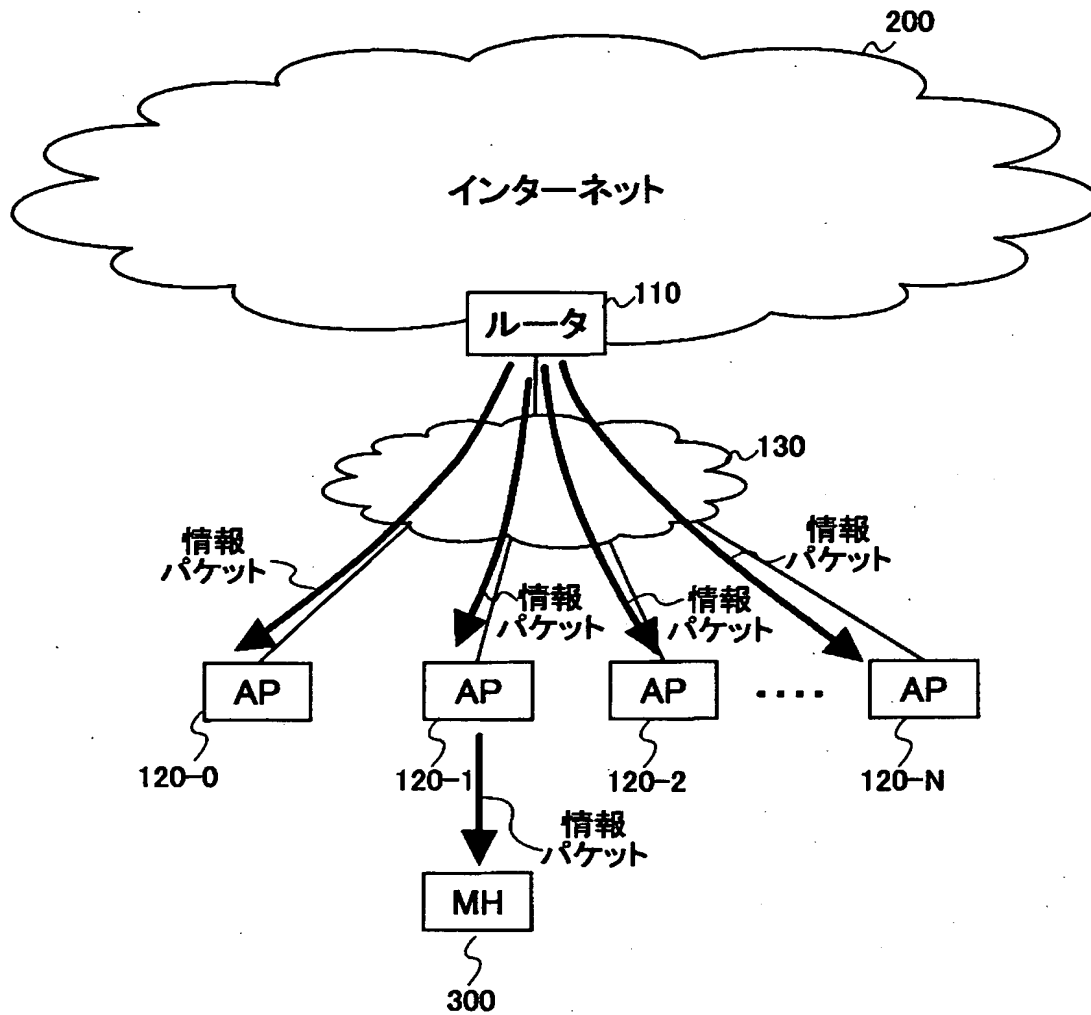 200
インターネット
110
ルータ
130
情報
パケット
情報
パケット
情報
パケット
情報
パケット
AP
AP
AP
‥‥
AP
120-0
120-1
120-2
120-N
情報
パケット
MH
300